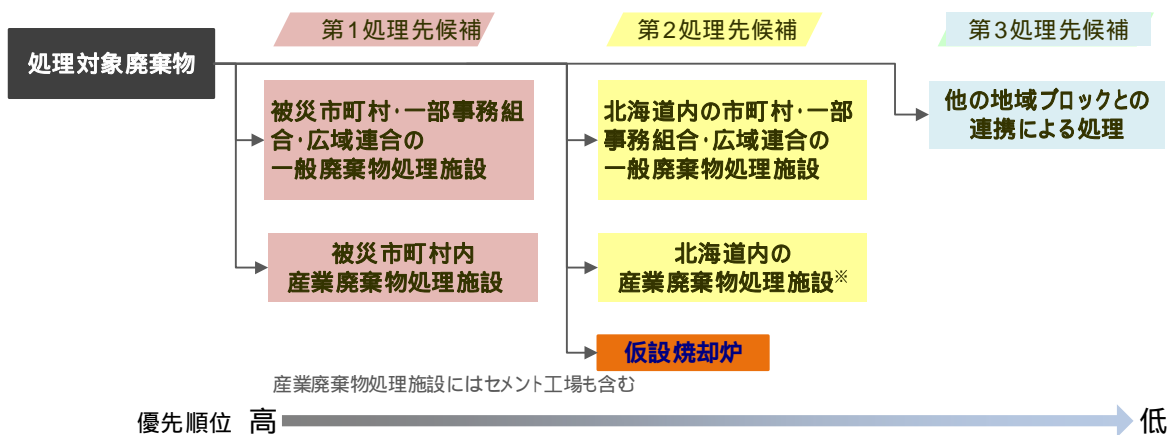 第1処理先候補
第2処理先候補
第3処理先候補
処理対象廃棄物
被災市町村・一部事務組
合・広域連合の
一般廃棄物処理施設
北海道内の市町村・一部
事務組合・広域連合の
一般廃棄物処理施設
他の地域ブロックとの
連携による処理
被災市町村内
産業廃棄物処理施設
北海道内の
産業廃棄物処理施設※
仮設焼却炉
産業廃棄物処理施設にはセメント工場も含む
優先順位 高 低